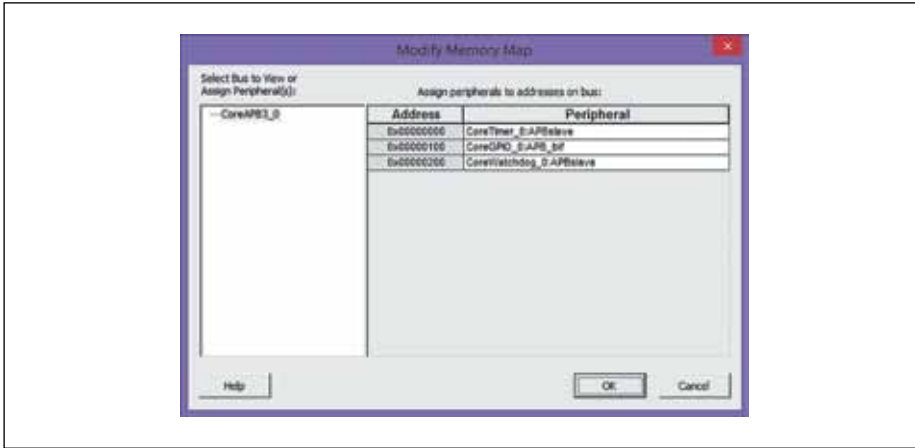 Modify Memory Map
Select Bus to View or
Assign Peripheral(s):
Assign peripherals to addresses on bus:
CoreAPB3_0
Address Peripheral
0x00000000 CoreTimer_0:APBslave
0x00000100 CoreGPIO_0:APB_bif
0x00000200 CoreWatchdog_0:APBslave
Help OK Cancel